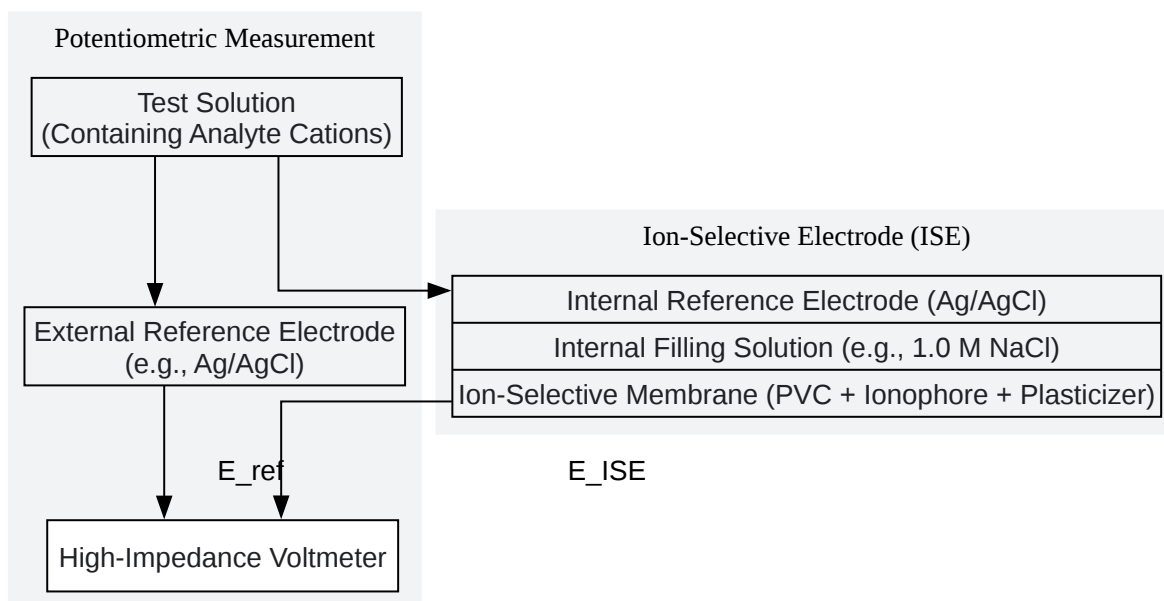 Potentiometric Measurement
Test Solution
(Containing Analyte Cations)
Ion-Selective Electrode (ISE)
Internal Reference Electrode (Ag/AgCl)
Internal Filling Solution (e.g., 1.0 M NaCl)
Ion-Selective Membrane (PVC + Ionophore + Plasticizer)
External Reference Electrode
(e.g., Ag/AgCl)
E_ref
E_ISE
High-Impedance Voltmeter